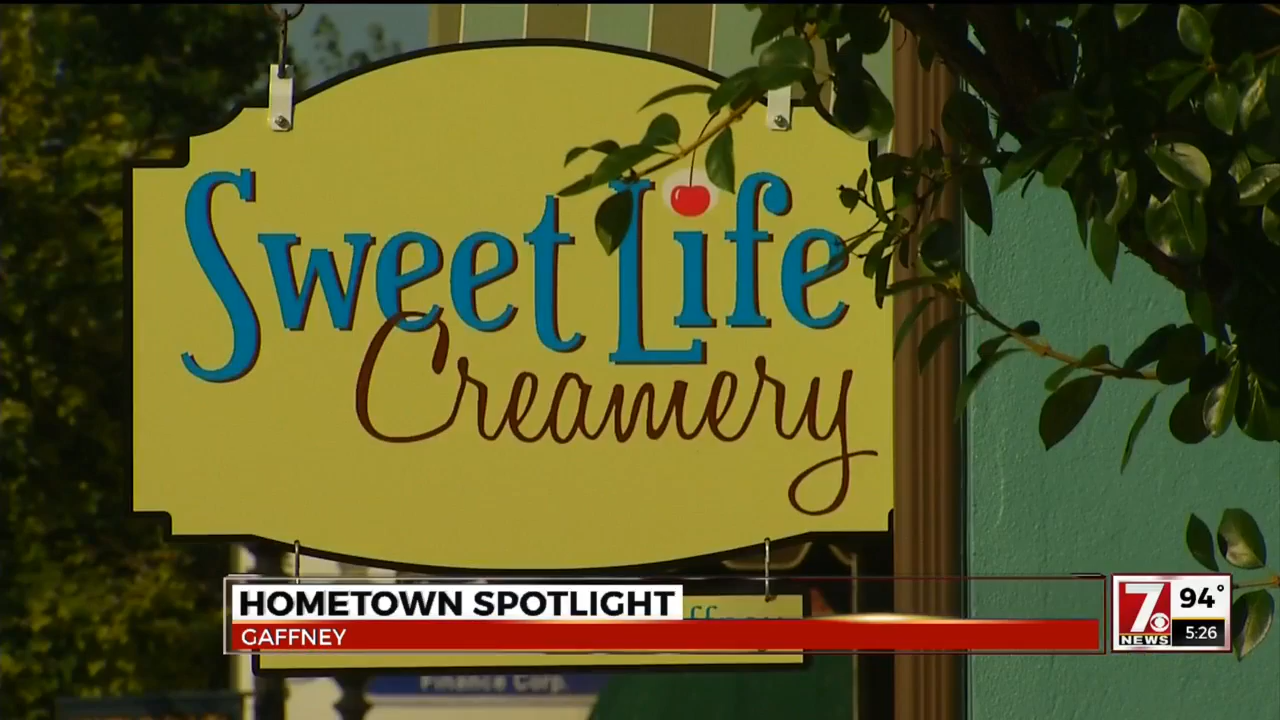 Sweet Life
Creamery
HOMETOWN SPOTLIGHT
GAFFNEY
7
NEWS
94°
5:26
Finance Corp.